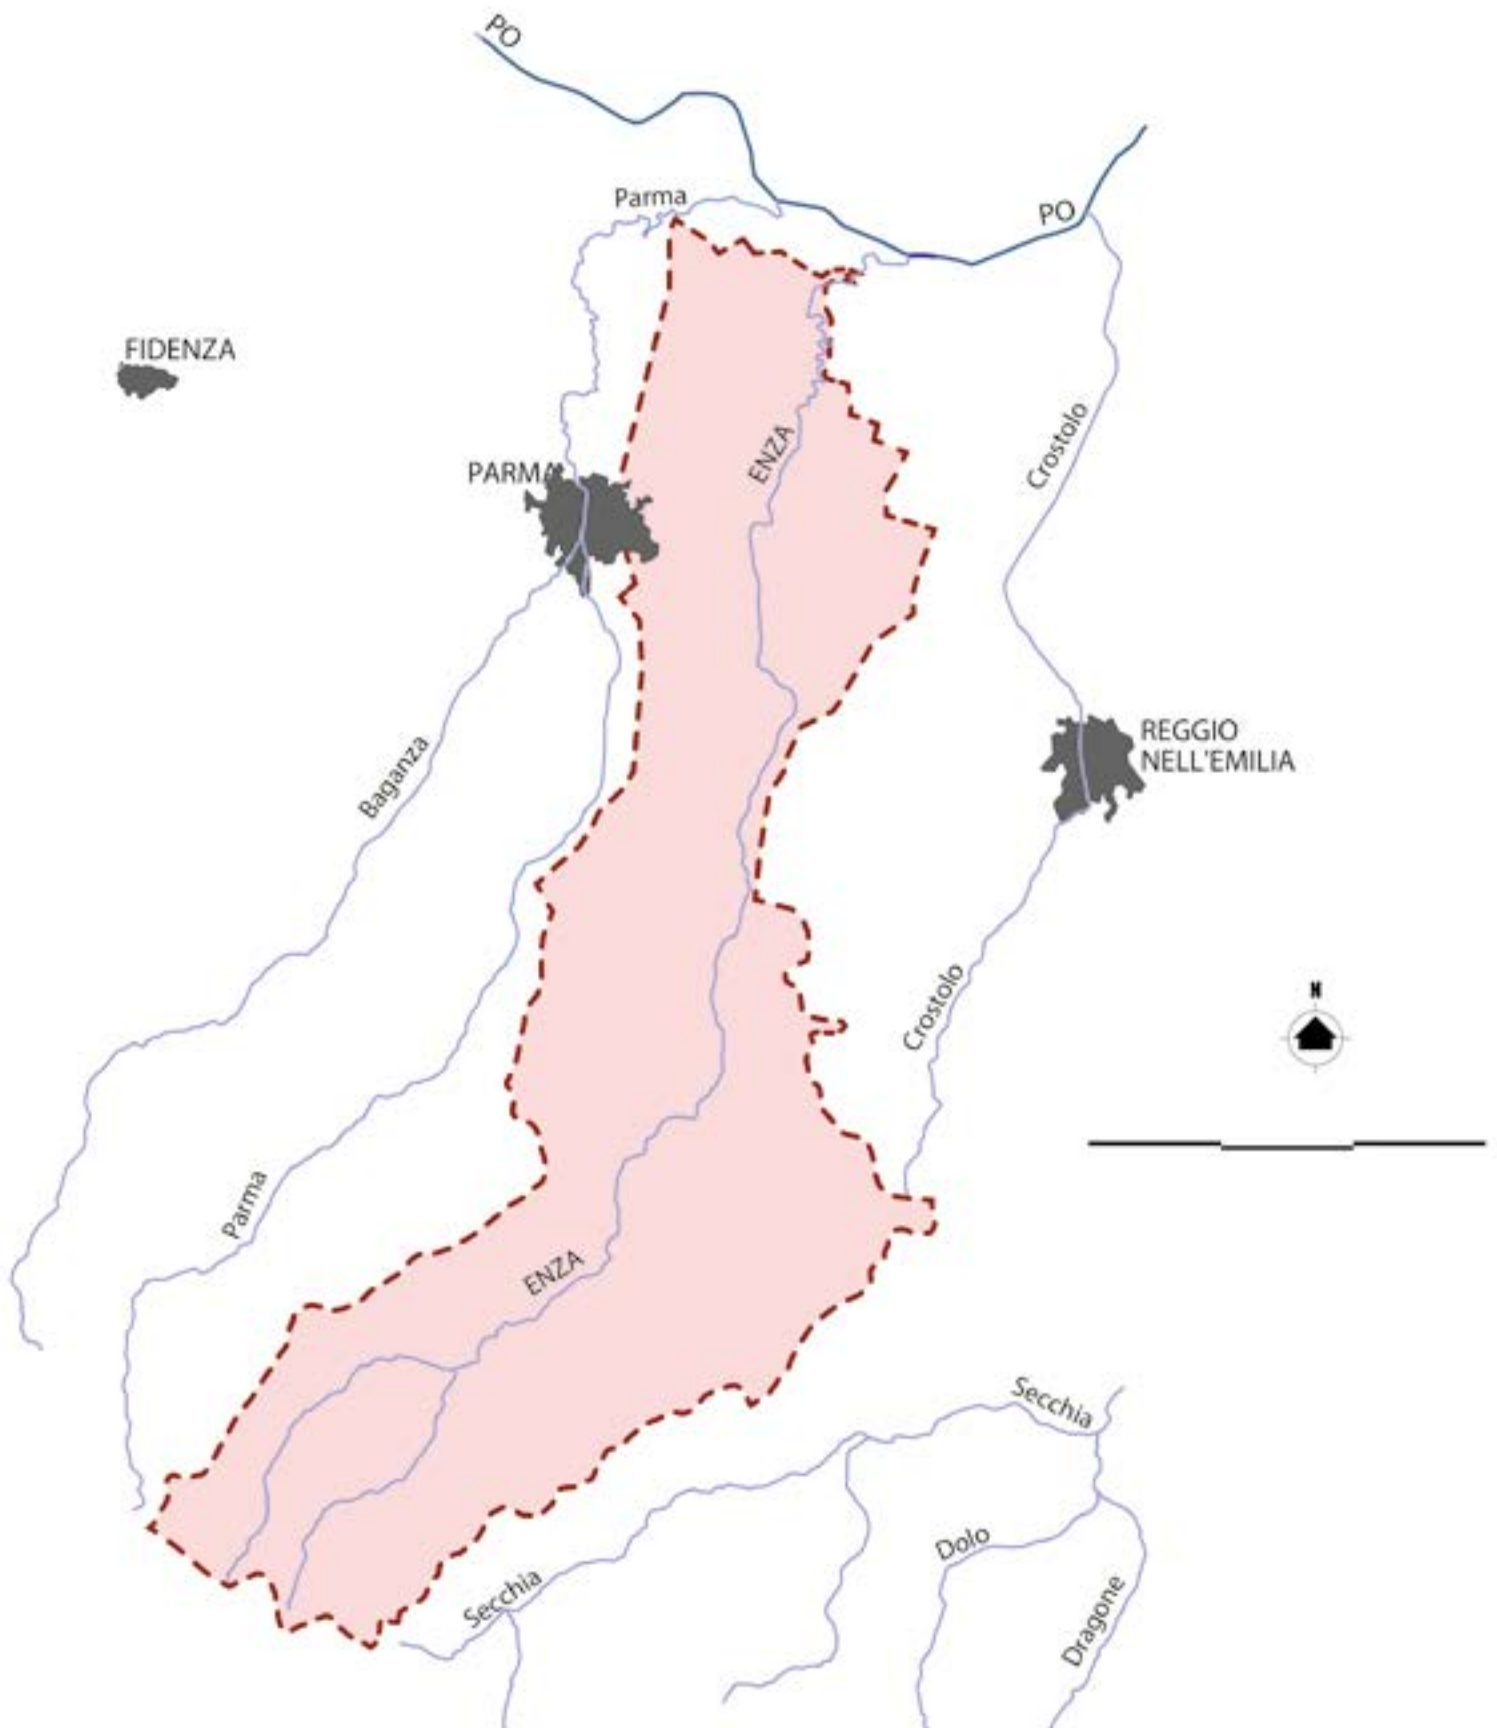 PO
Parma
PO
FIDENZA
Crostolo
ENZA
PARMA
REGGIO
NELL'EMILIA
Baganza
Crostolo
N
Parma
ENZA
Secchia
Dolo
Secchia
Dragone